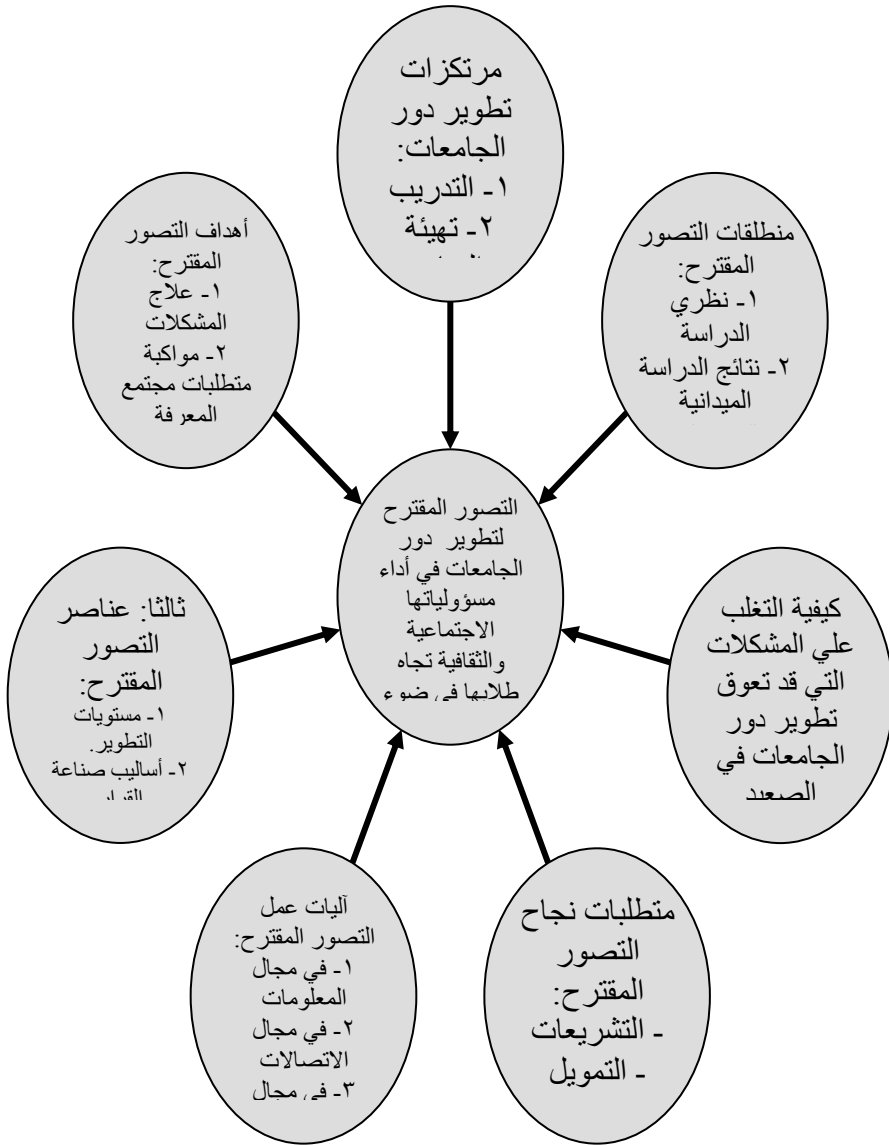 مرتكزات
تطوير دور
الجامعات:
١- التدريب
٢- تهيئة
منطلقات التصور
المقترح:
١- نظري
الدراسة
٢- نتائج الدراسة
الميدانية
أهداف التصور
المقترح:
١- علاج
المشكلات
٢- مواكبة
متطلبات مجتمع
المعرفة
التصور المقترح
لتطوير دور
الجامعات في أداء
مسؤولياتها
الاجتماعية
والثقافية تجاه
طلابها في ضوء
كيفية التغلب
علي المشكلات
التي قد تعوق
تطوير دور
الجامعات في
الصعيد
ثالثا: عناصر
التصور
المقترح:
١- مستويات
التطوير.
٢- أساليب صناعة
القرار
متطلبات نجاح
التصور
المقترح:
- التشريعات
- التمويل
آليات عمل
التصور المقترح:
١- في مجال
المعلومات
٢- في مجال
الاتصالات
٣- في مجال